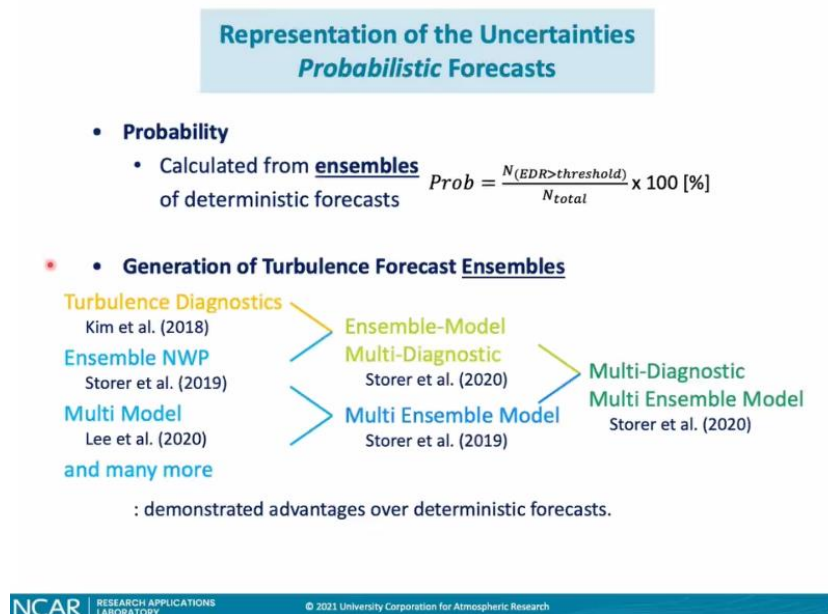 Representation of the Uncertainties
Probabilistic Forecasts
• Probability
• Calculated from ensembles
of deterministic forecasts
Prob = N(EDR>threshold) / Ntotal x 100 [%]
• Generation of Turbulence Forecast Ensembles
Turbulence Diagnostics
Kim et al. (2018)
Ensemble NWP
Storer et al. (2019)
Multi Model
Lee et al. (2020)
and many more
Ensemble-Model
Multi-Diagnostic
Storer et al. (2020)
Multi Ensemble Model
Storer et al. (2019)
Multi-Diagnostic
Multi Ensemble Model
Storer et al. (2020)
: demonstrated advantages over deterministic forecasts.
NCAR
RESEARCH APPLICATIONS
LABORATORY
© 2021 University Corporation for Atmospheric Research